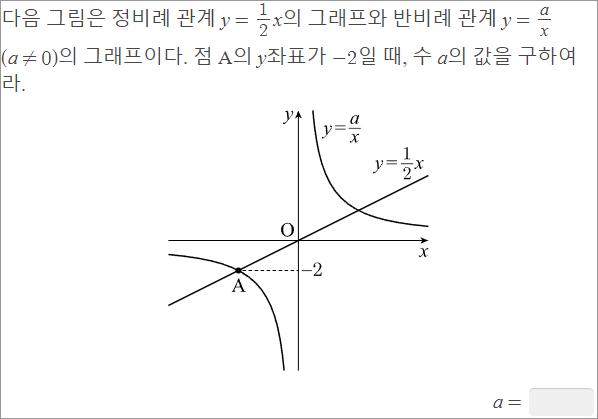 다음 그림은 정비례 관계 y = 1/2 x의 그래프와 반비례 관계 y = a/x
(a ≠ 0)의 그래프이다. 점 A의 y좌표가 −2일 때, 수 a의 값을 구하여
라.
y
y = a/x
y = 1/2 x
O
x
−2
A
a =